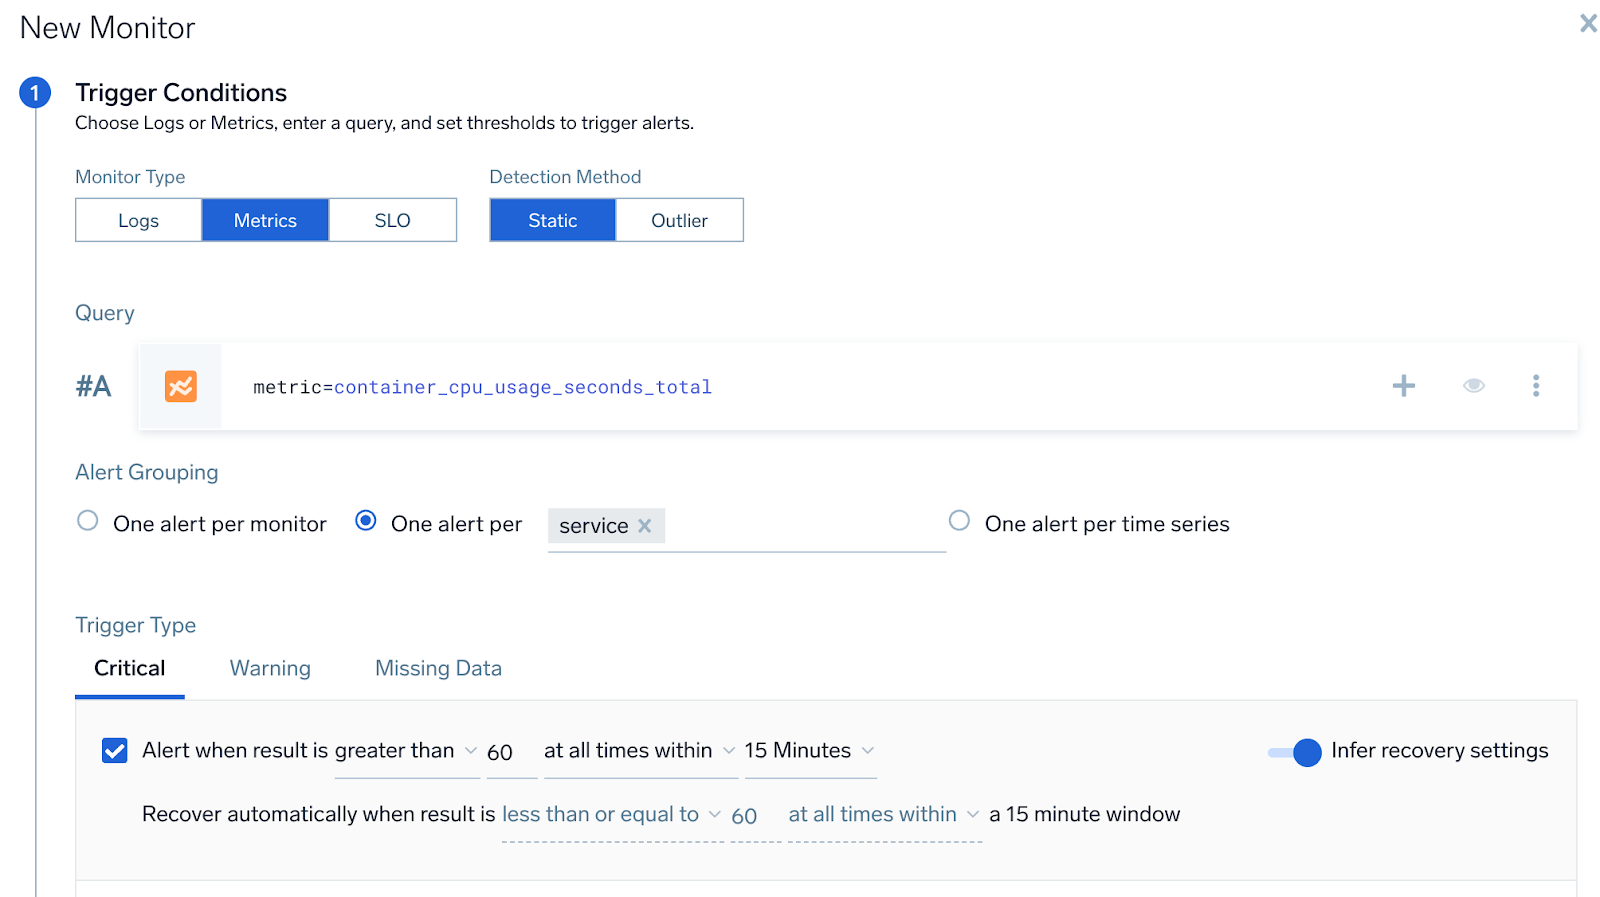 New Monitor
1
Trigger Conditions
Choose Logs or Metrics, enter a query, and set thresholds to trigger alerts.
Monitor Type
Detection Method
Logs Metrics SLO Static Outlier
Query
#A metric=container_cpu_usage_seconds_total
Alert Grouping
One alert per monitor One alert per service One alert per time series
Trigger Type
Critical Warning Missing Data
Alert when result is greater than 60 at all times within 15 Minutes Infer recovery settings
Recover automatically when result is less than or equal to 60 at all times within a 15 minute window